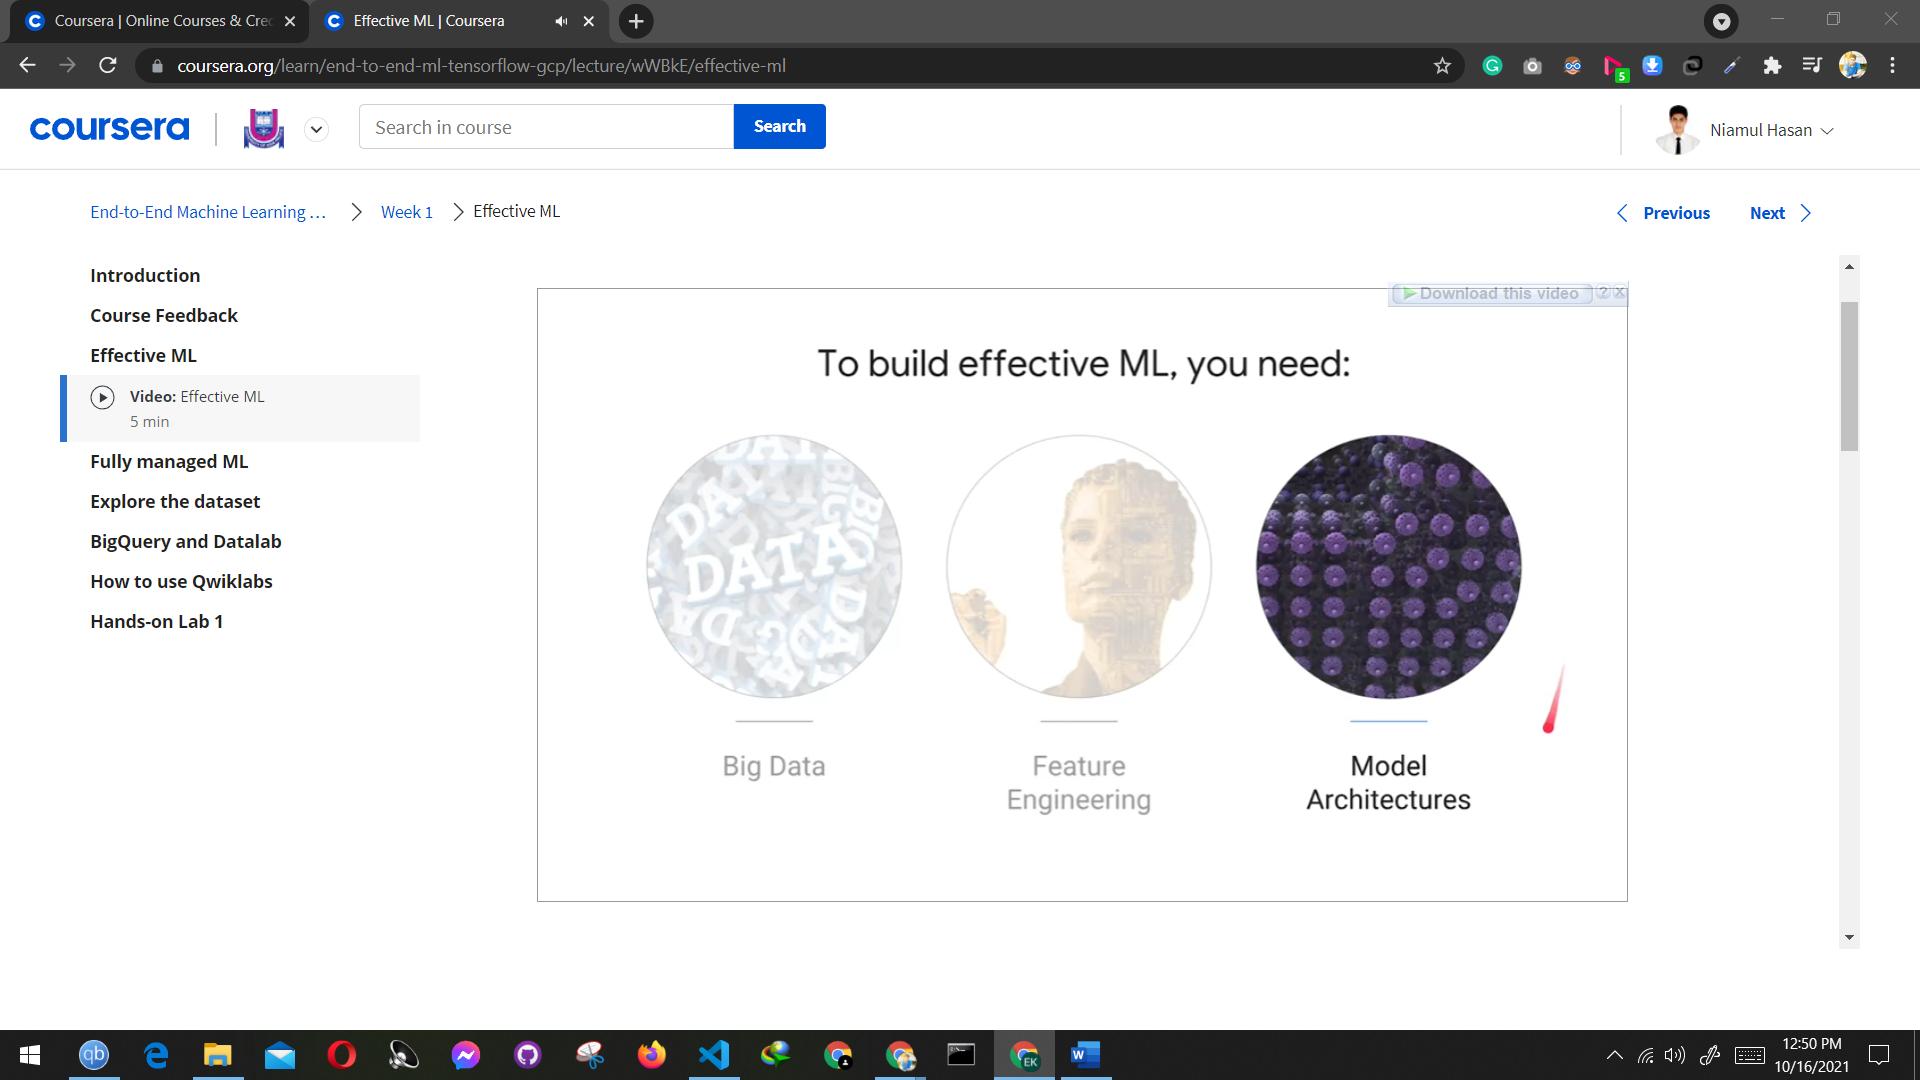 Coursera | Online Courses & Cre
Effective ML | Coursera
coursera.org/learn/end-to-end-ml-tensorflow-gcp/lecture/wWBkE/effective-ml
5
coursera
Search in course
Search
Niamul Hasan
End-to-End Machine Learning ...
Week 1
Effective ML
Previous
Next
Introduction
Course Feedback
Effective ML
Video: Effective ML
5 min
Fully managed ML
Explore the dataset
BigQuery and Datalab
How to use Qwiklabs
Hands-on Lab 1
Download this video
To build effective ML, you need:
DATA
Big Data
Feature
Engineering
Model
Architectures
qb
EK
12:50 PM
10/16/2021